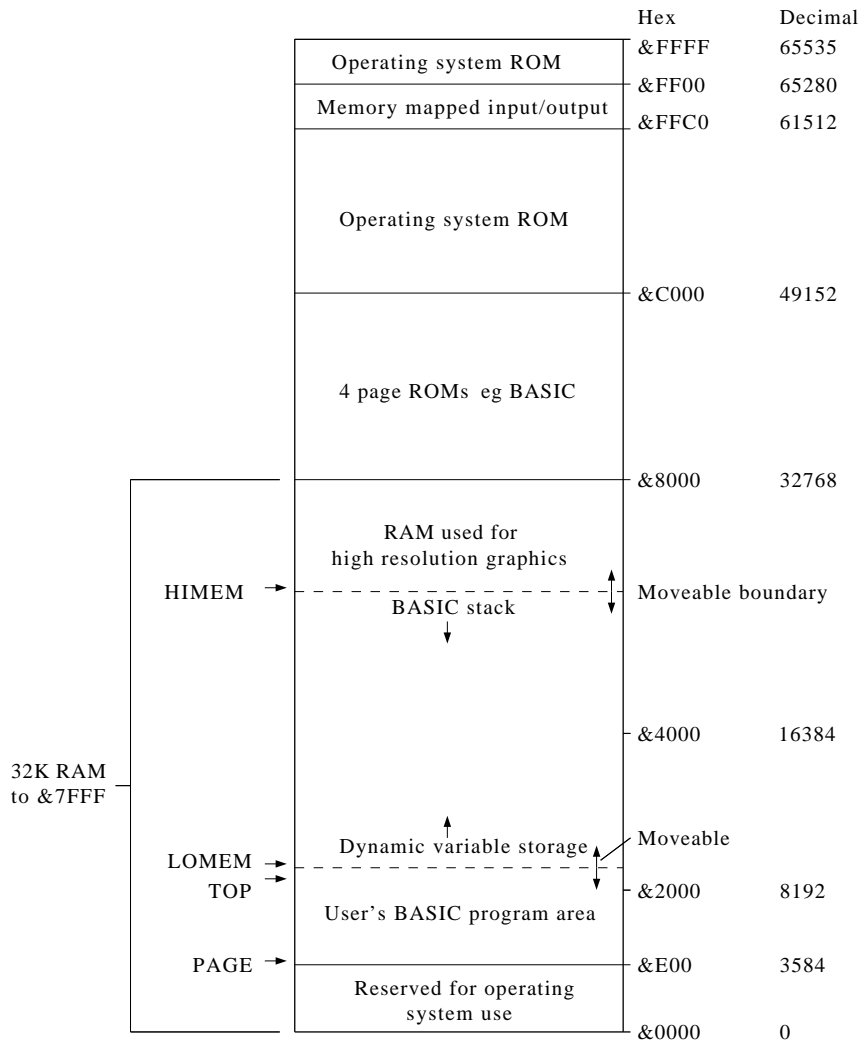 Hex Decimal
&FFFF 65535
Operating system ROM
&FF00 65280
Memory mapped input/output
&FFC0 61512
Operating system ROM
&C000 49152
4 page ROMs eg BASIC
&8000 32768
RAM used for
high resolution graphics
HIMEM
Moveable boundary
BASIC stack
&4000 16384
32K RAM
to &7FFF
Moveable
Dynamic variable storage
LOMEM
TOP
&2000 8192
User's BASIC program area
PAGE
&E00 3584
Reserved for operating
system use
&0000 0